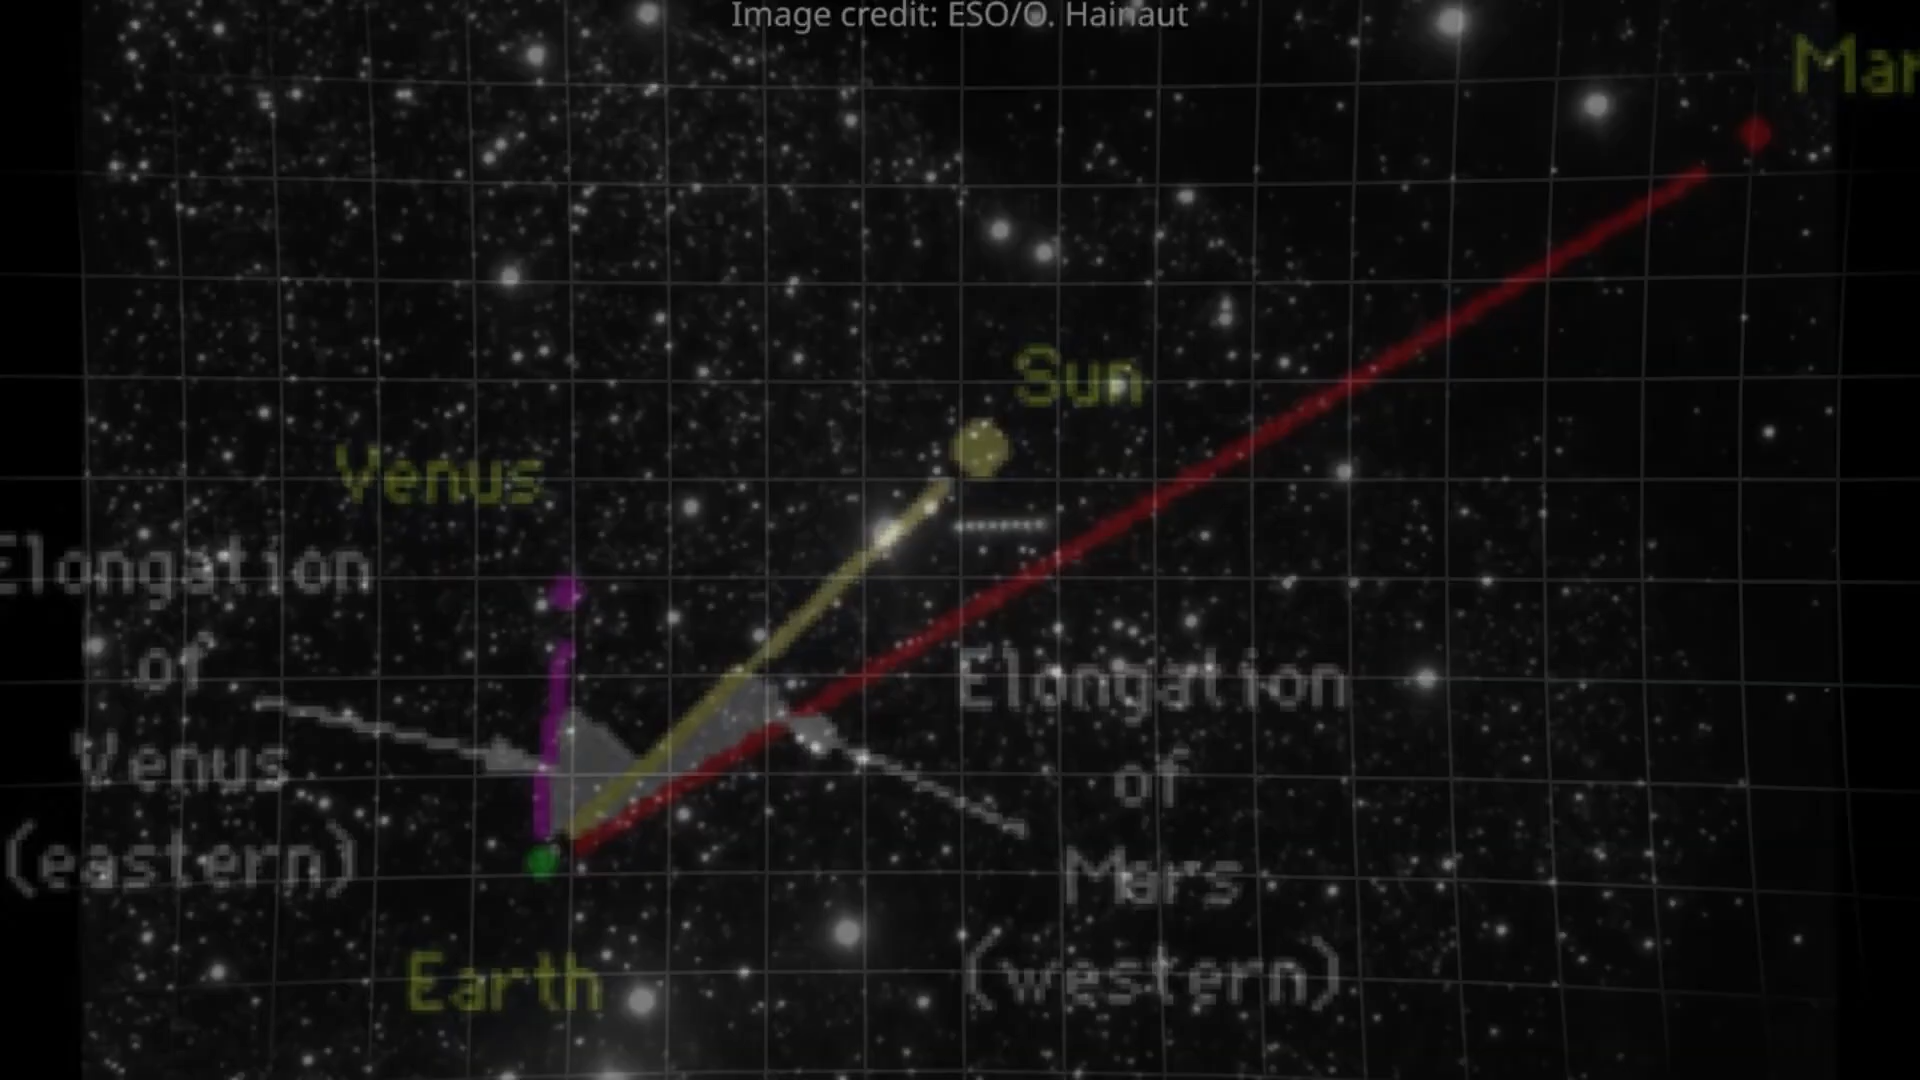 Image credit: ESO/O. Hainaut
Sun
Venus
Elongation
of
Venus
(eastern)
Elongation
of
Mars
(western)
Earth